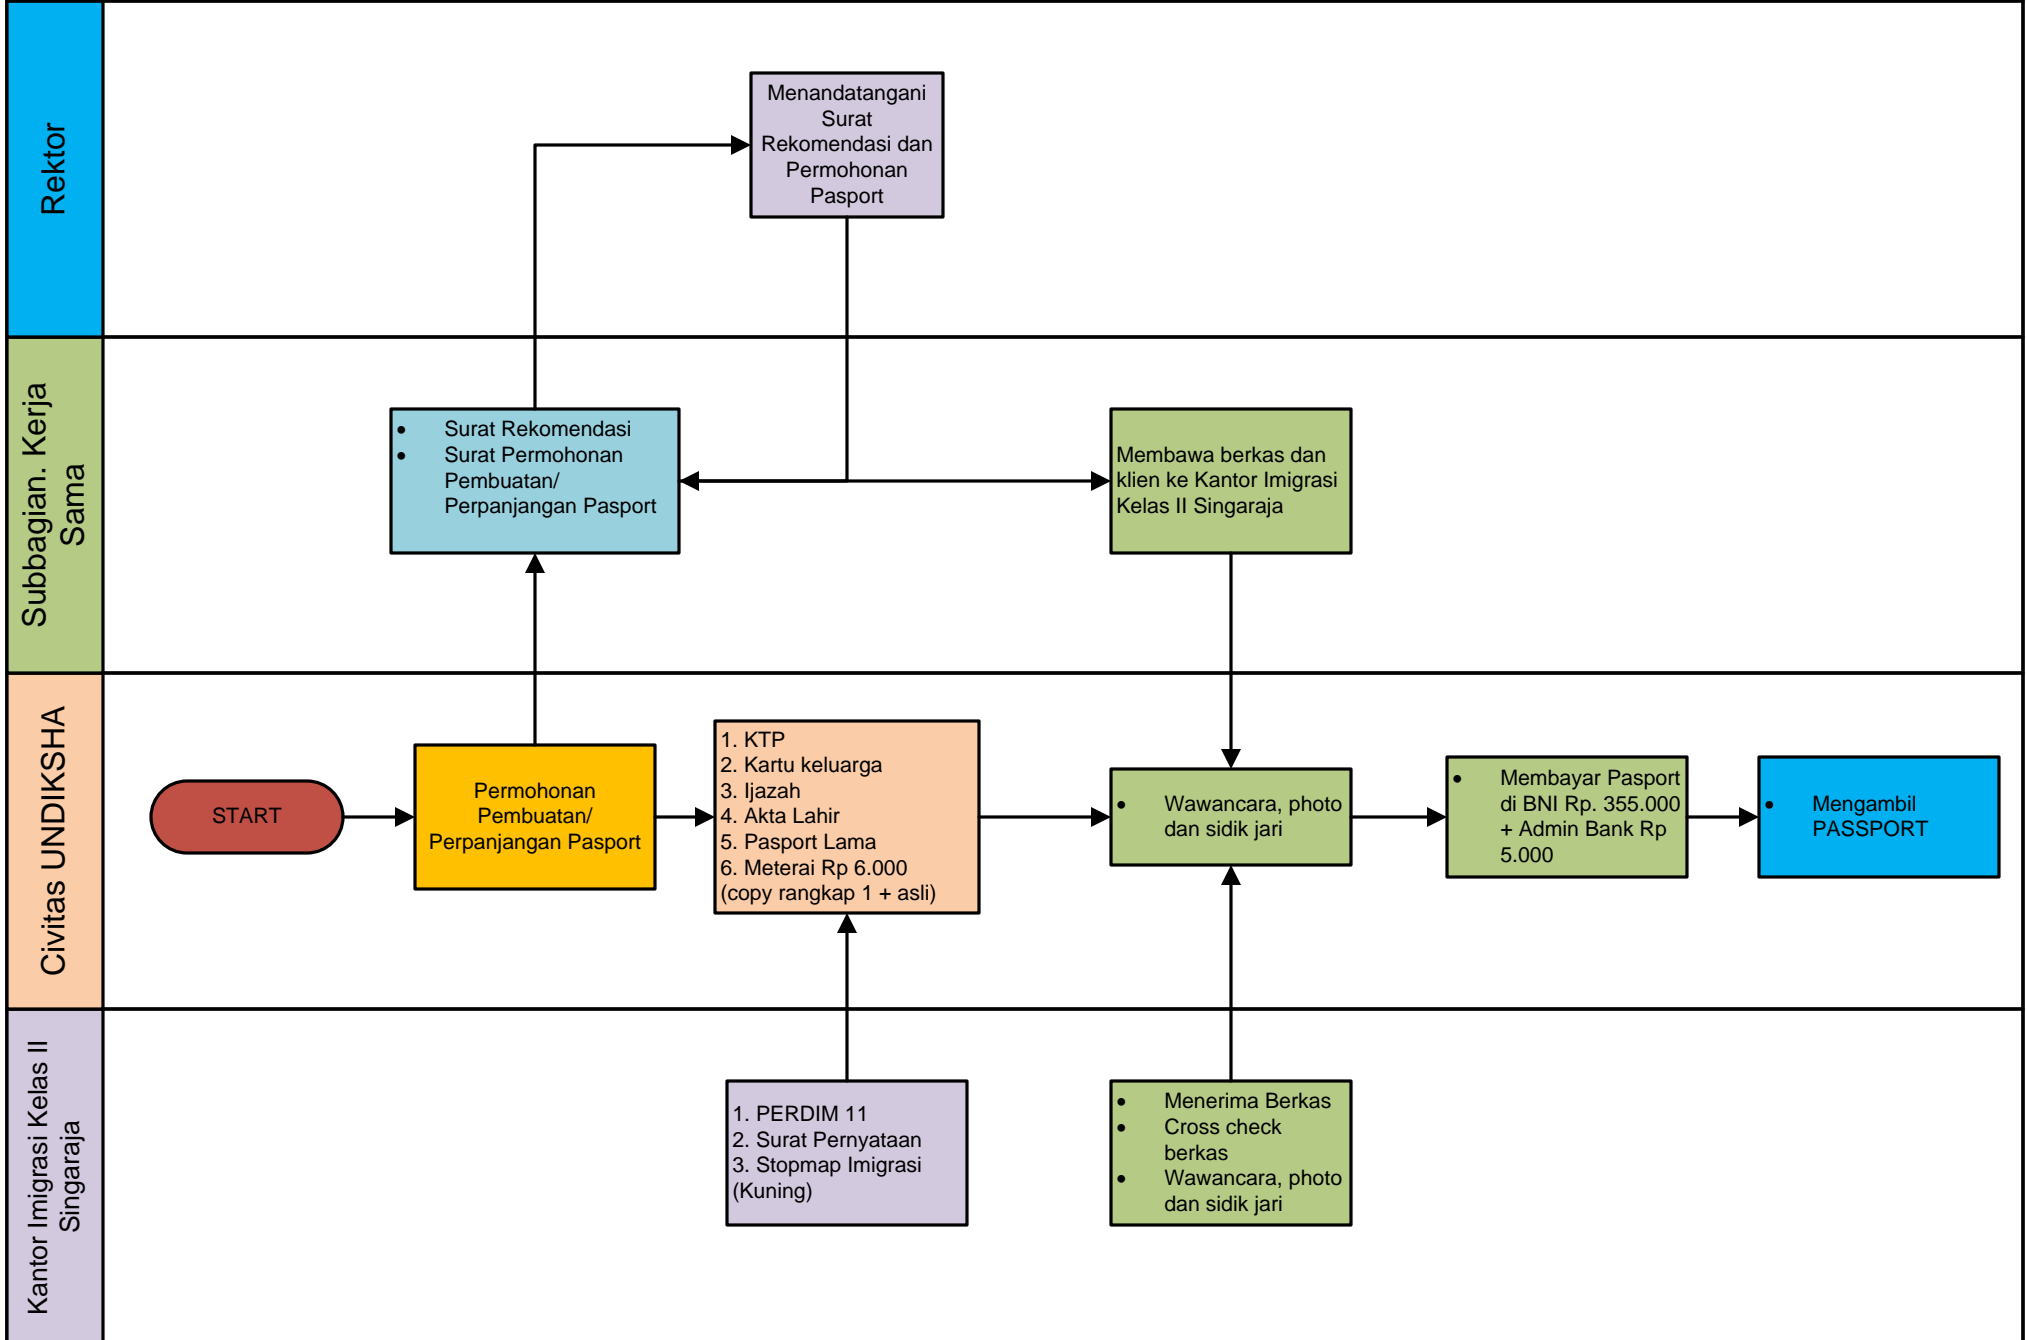 Rektor
Menandatangani
Surat
Rekomendasi dan
Permohonan
Pasport
Subbagian. Kerja
Sama
• Surat Rekomendasi
• Surat Permohonan
Pembuatan/
Perpanjangan Pasport
Membawa berkas dan
klien ke Kantor Imigrasi
Kelas II Singaraja
Civitas UNDIKSHA
START
Permohonan
Pembuatan/
Perpanjangan Pasport
1. KTP
2. Kartu keluarga
3. Ijazah
4. Akta Lahir
5. Pasport Lama
6. Meterai Rp 6.000
(copy rangkap 1 + asli)
• Wawancara, photo
dan sidik jari
• Membayar Pasport
di BNI Rp. 355.000
+ Admin Bank Rp
5.000
• Mengambil
PASSPORT
Kantor Imigrasi Kelas II
Singaraja
1. PERDIM 11
2. Surat Pernyataan
3. Stopmap Imigrasi
(Kuning)
• Menerima Berkas
• Cross check
berkas
• Wawancara, photo
dan sidik jari